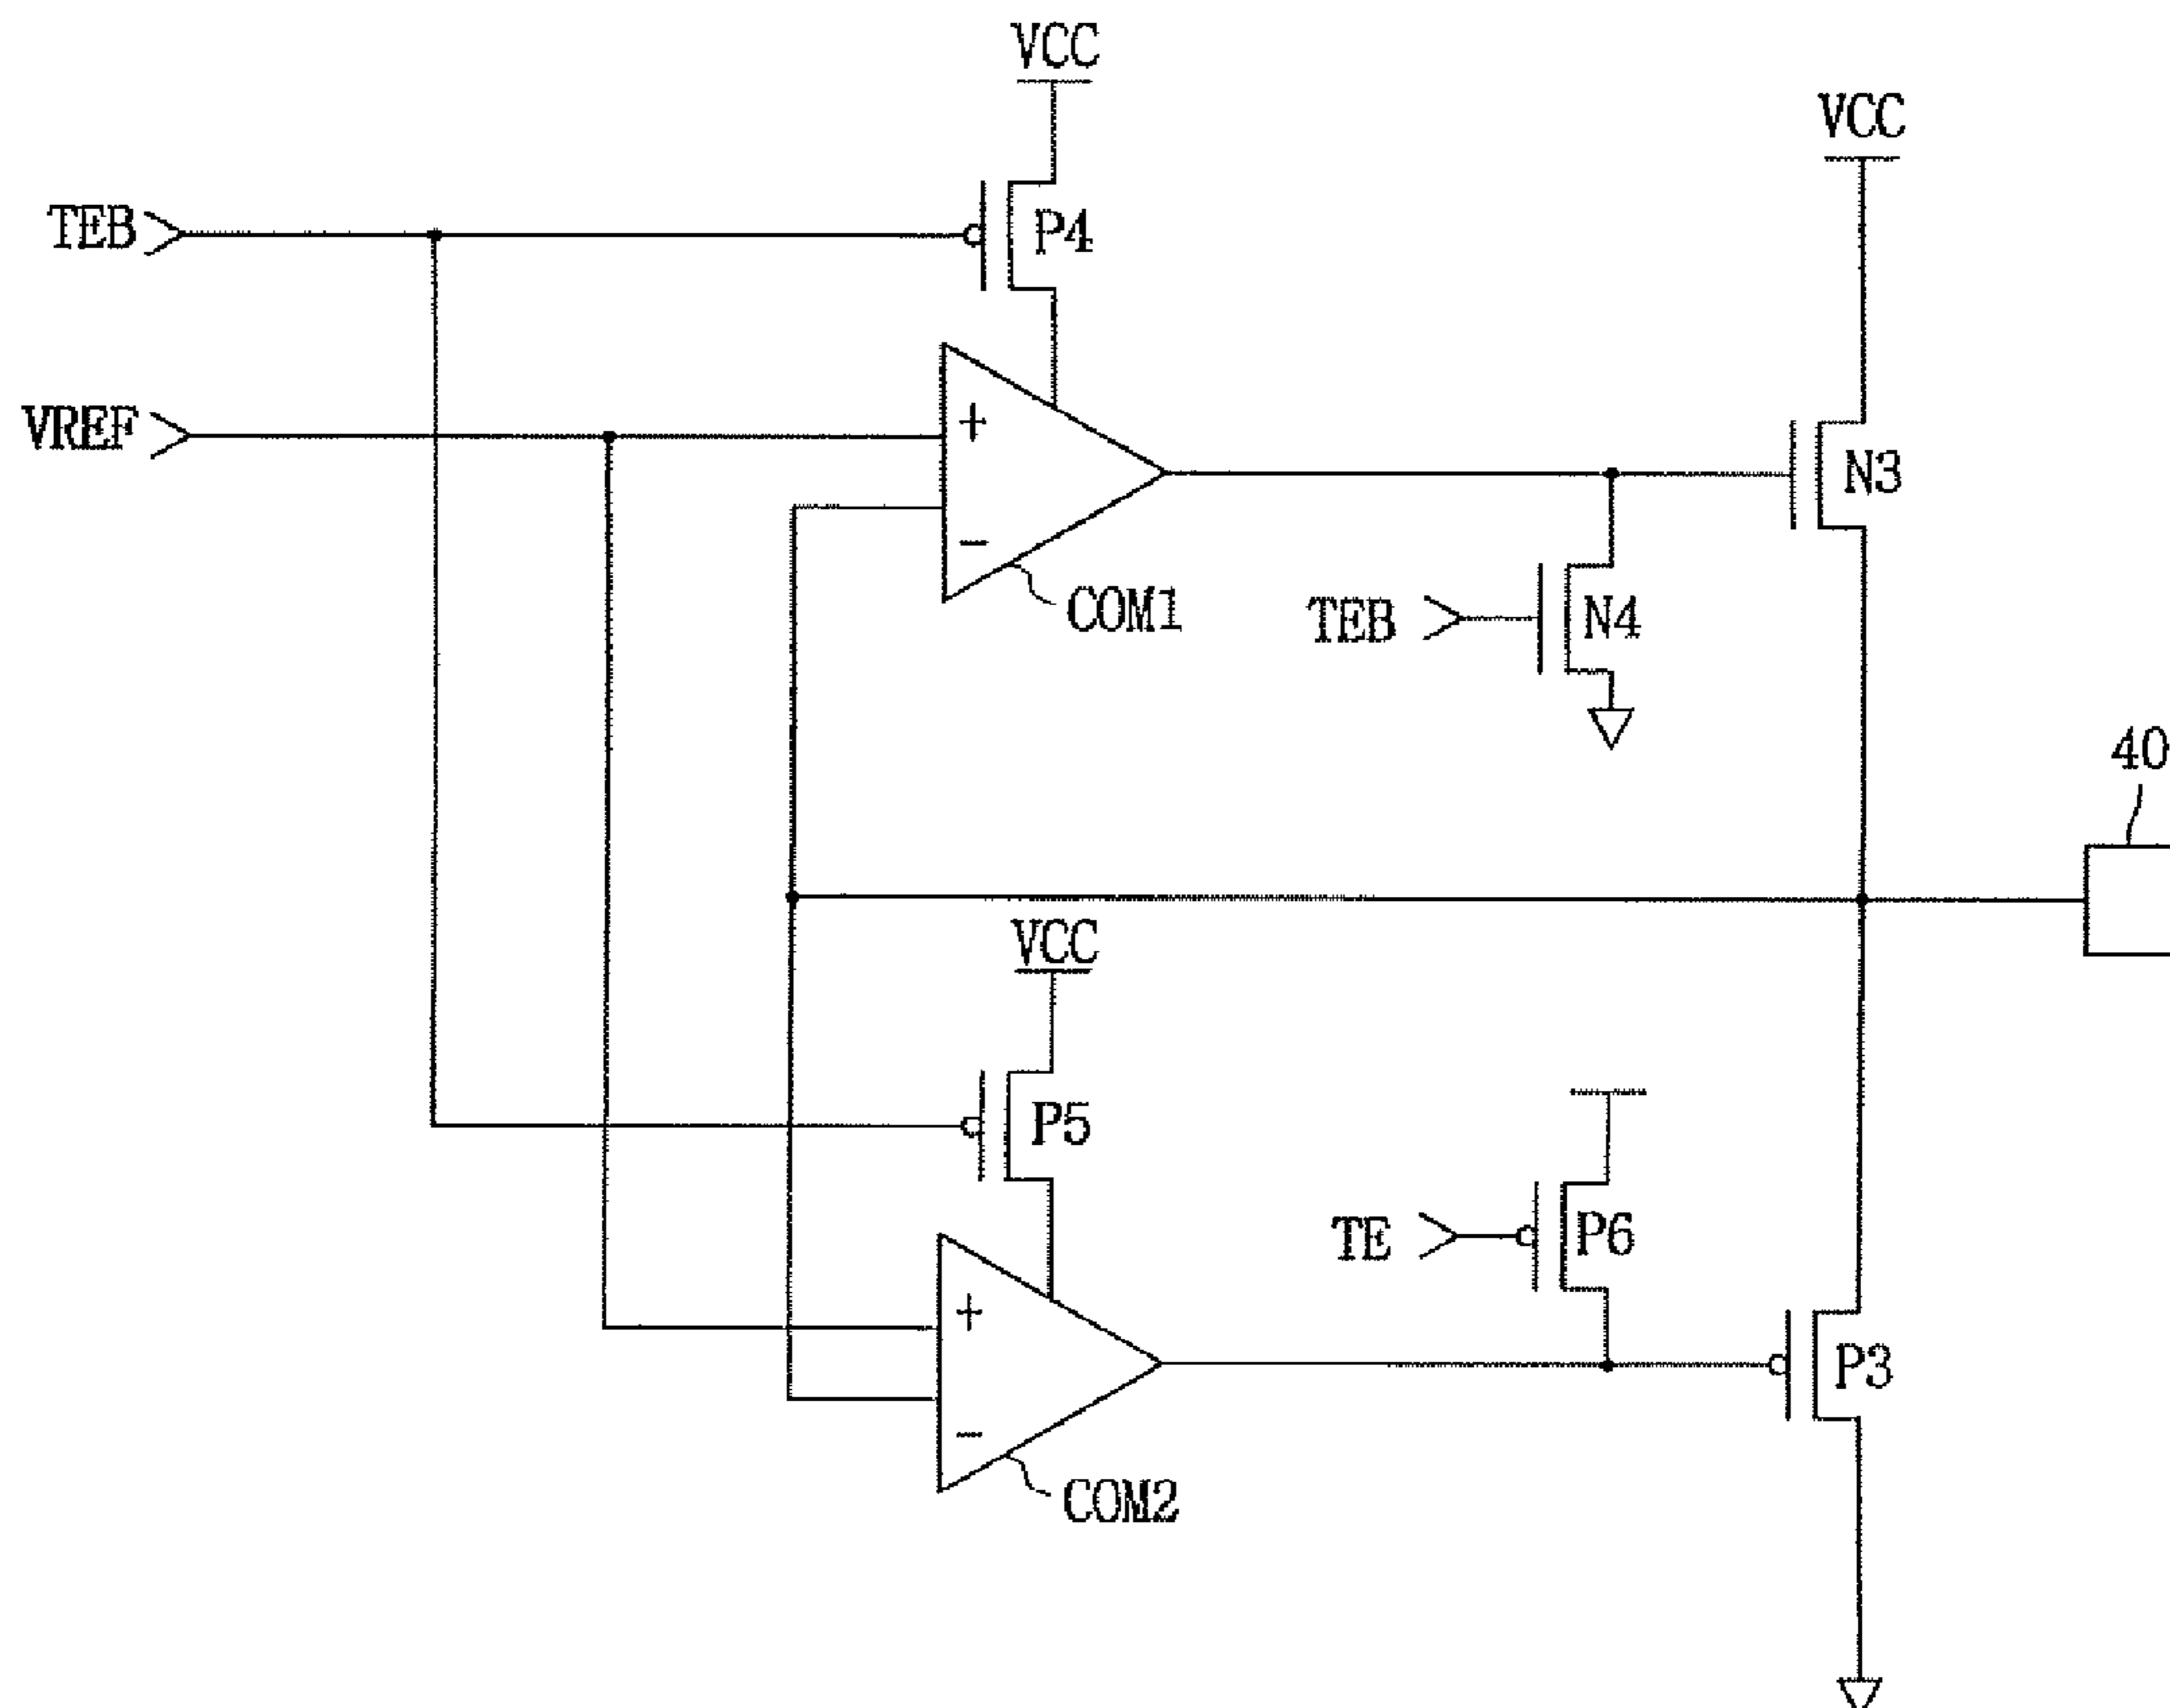 VCC
VCC
TEB
P4
VREF
+
N3
-
COM1
TEB
N4
40
VCC
P5
TE
P6
+
P3
-
COM2